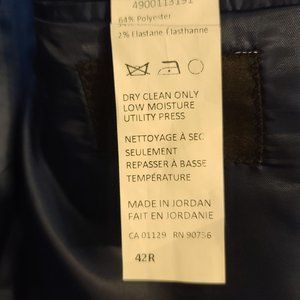 4900113191
64% Polyester
2% Elastane Élasthanne
DRY CLEAN ONLY
LOW MOISTURE
UTILITY PRESS
NETTOYAGE À SEC
SEULEMENT
REPASSER À BASSE
TEMPÉRATURE
MADE IN JORDAN
FAIT EN JORDANIE
CA 01129 RN 90756
42R